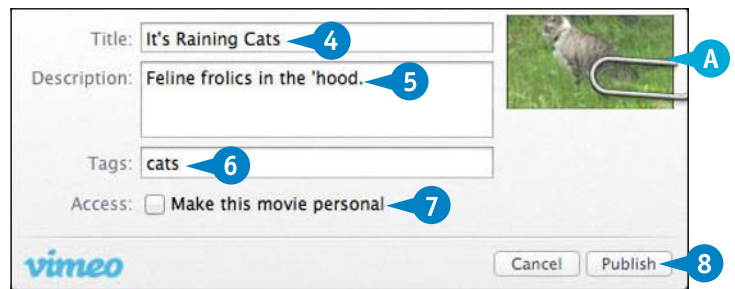 Title: It's Raining Cats 4
A
Description: Feline frolics in the 'hood. 5
Tags: cats 6
Access: Make this movie personal 7
vimeo Cancel Publish 8